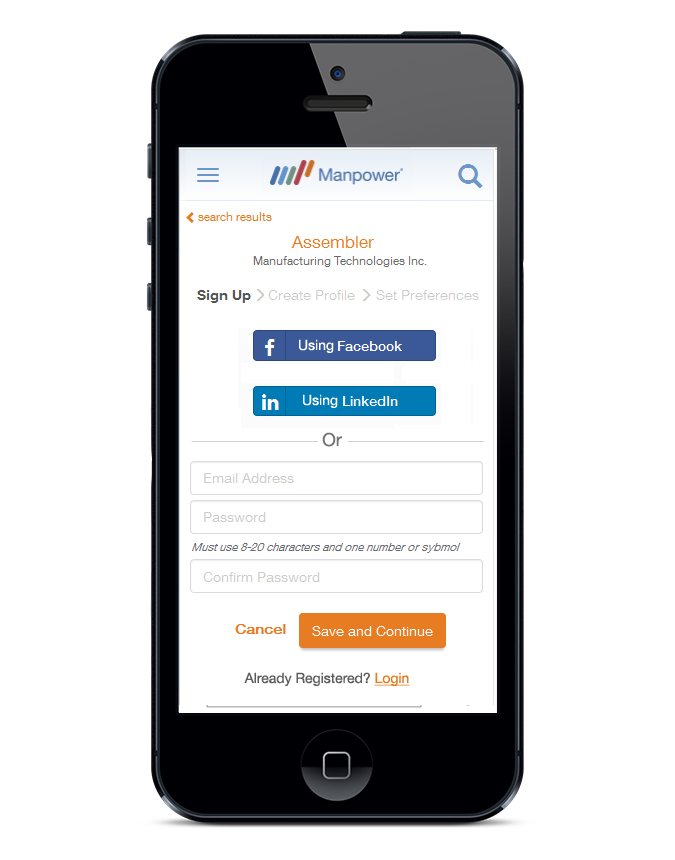 Manpower
search results
Assembler
Manufacturing Technologies Inc.
Sign Up > Create Profile > Set Preferences
f Using Facebook
in Using LinkedIn
Or
Email Address
Password
Must use 8-20 characters and one number or sybmol
Confirm Password
Cancel Save and Continue
Already Registered? Login